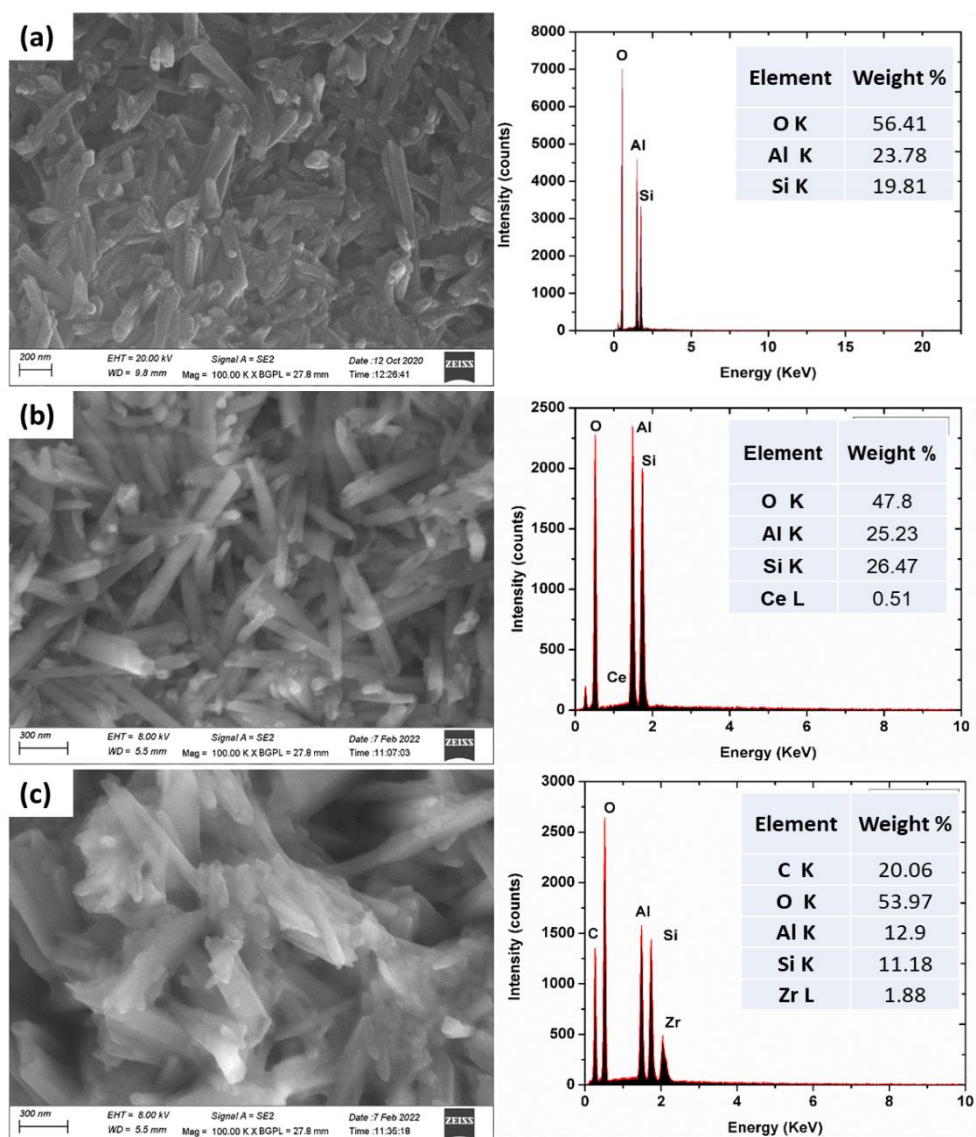 (a)
200 nm
EHT = 20.00 kV
WD = 9.8 mm
Signal A = SE2
Mag = 100.00 K X BGPL = 27.8 mm
Date :12 Oct 2020
Time :12:26:41
ZEISS
8000
7000
6000
5000
4000
3000
2000
1000
0
Intensity (counts)
O
Al
Si
0 5 10 15 20 25
Energy (KeV)
Element Weight %
O K 56.41
Al K 23.78
Si K 19.81
(b)
300 nm
EHT = 8.00 kV
WD = 5.5 mm
Signal A = SE2
Mag = 100.00 K X BGPL = 27.8 mm
Date :7 Feb 2022
Time :11:07:03
ZEISS
2500
2000
1500
1000
500
0
Intensity (counts)
O
Al
Si
Ce
0 2 4 6 8 10
Energy (KeV)
Element Weight %
O K 47.8
Al K 25.23
Si K 26.47
Ce L 0.51
(c)
300 nm
EHT = 8.00 kV
WD = 5.5 mm
Signal A = SE2
Mag = 100.00 K X BGPL = 27.8 mm
Date :7 Feb 2022
Time :11:35:18
ZEISS
3000
2500
2000
1500
1000
500
0
Intensity (counts)
O
C
Al
Si
Zr
0 2 4 6 8 10
Energy (KeV)
Element Weight %
C K 20.06
O K 53.97
Al K 12.9
Si K 11.18
Zr L 1.88